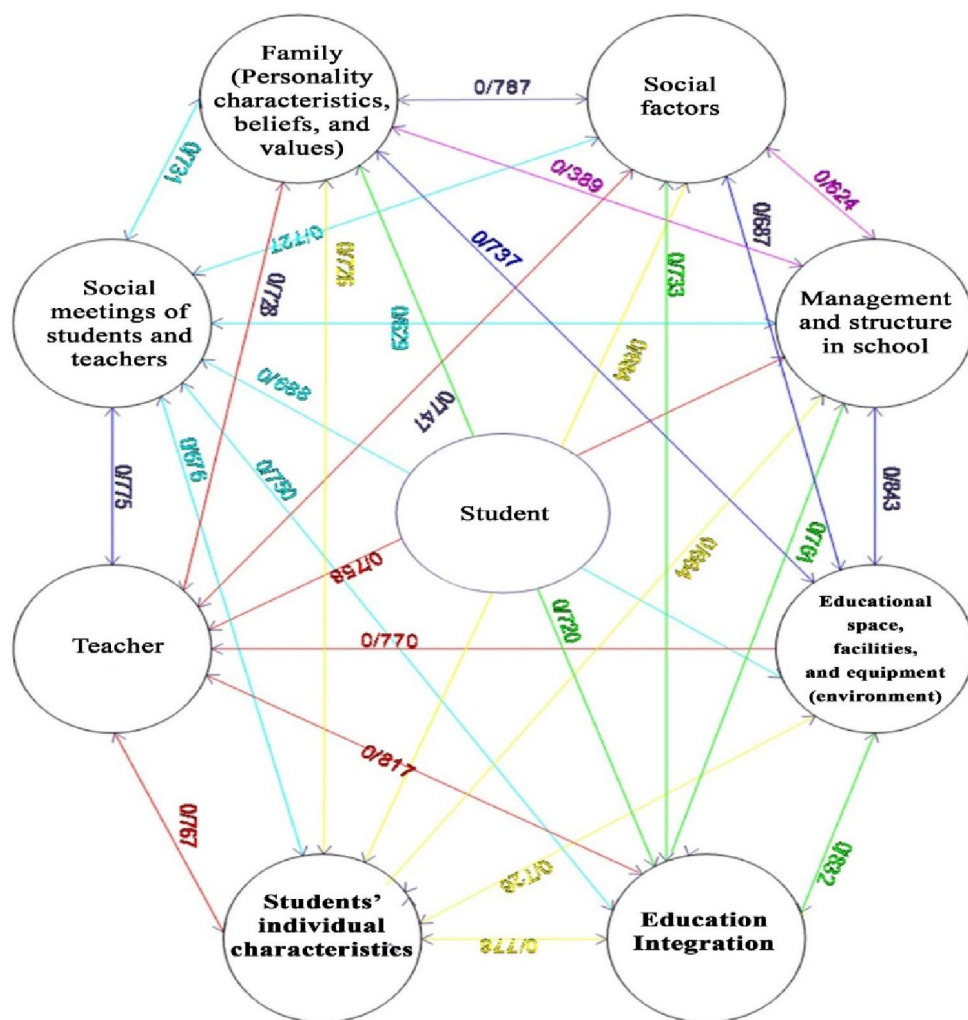 Family
(Personality
characteristics,
beliefs, and
values)
0/787
Social
factors
0/731
0/389
0/624
0/727
0/726
0/737
0/687
0/728
0/733
Social
meetings of
students and
teachers
0/629
Management
and structure
in school
0/688
0/747
0/676
0/750
0/775
Student
0/843
0/761
0/758
0/720
Teacher
0/770
Educational
space,
facilities,
and equipment
(environment)
0/817
0/767
0/832
Students'
individual
characteristics
Education
Integration